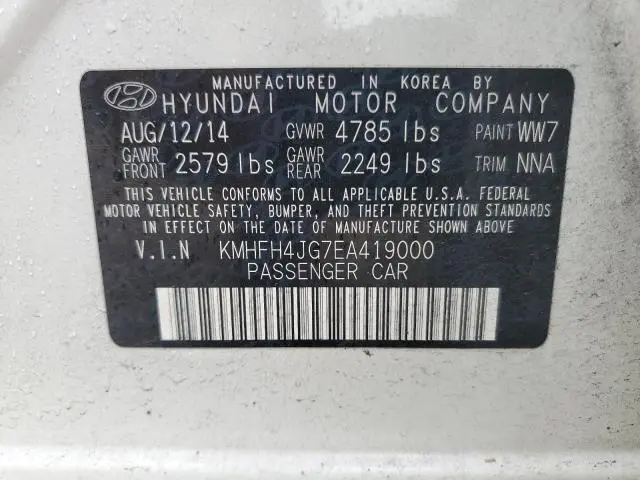 MANUFACTURED IN KOREA BY
HYUNDAI MOTOR COMPANY
AUG/12/14 GVWR 4785 lbs PAINT WW7
GAWR FRONT 2579 lbs GAWR REAR 2249 lbs TRIM NNA
THIS VEHICLE CONFORMS TO ALL APPLICABLE U.S.A. FEDERAL
MOTOR VEHICLE SAFETY, BUMPER, AND THEFT PREVENTION STANDARDS
IN EFFECT ON THE DATE OF MANUFACTURE SHOWN ABOVE.
V.I.N KMHFH4JG7EA419000
PASSENGER CAR